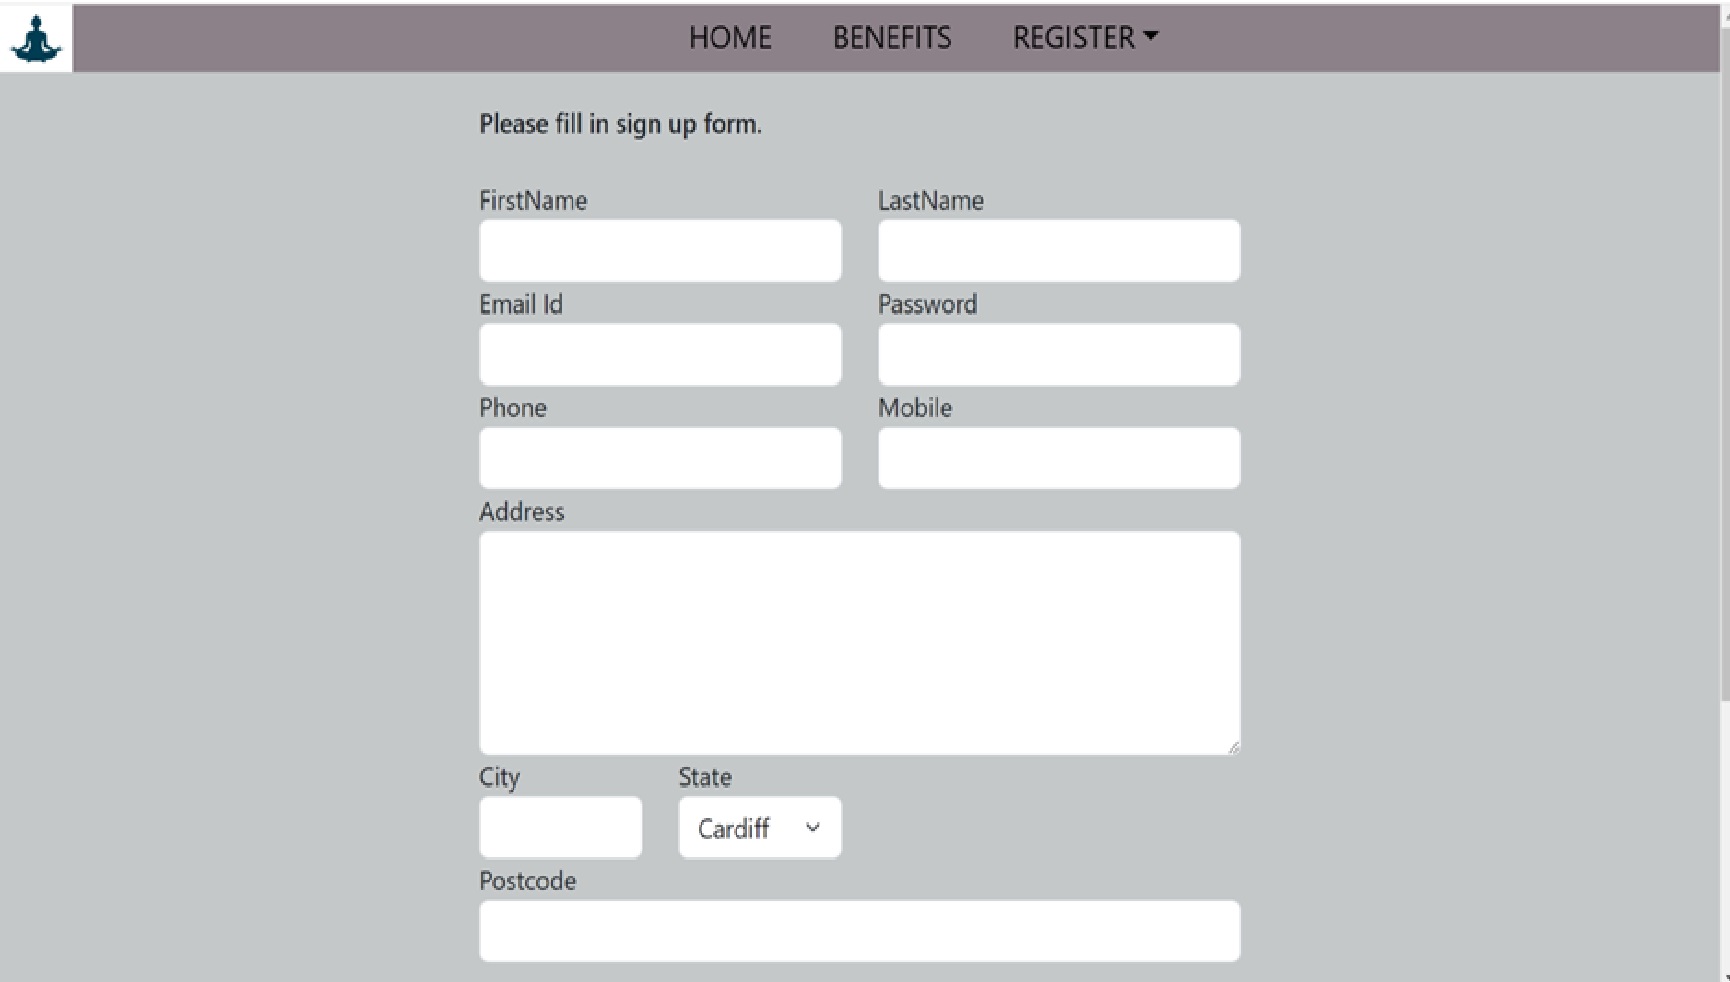 HOME BENEFITS REGISTER
Please fill in sign up form.
FirstName LastName
Email Id Password
Phone Mobile
Address
City State
Cardiff
Postcode